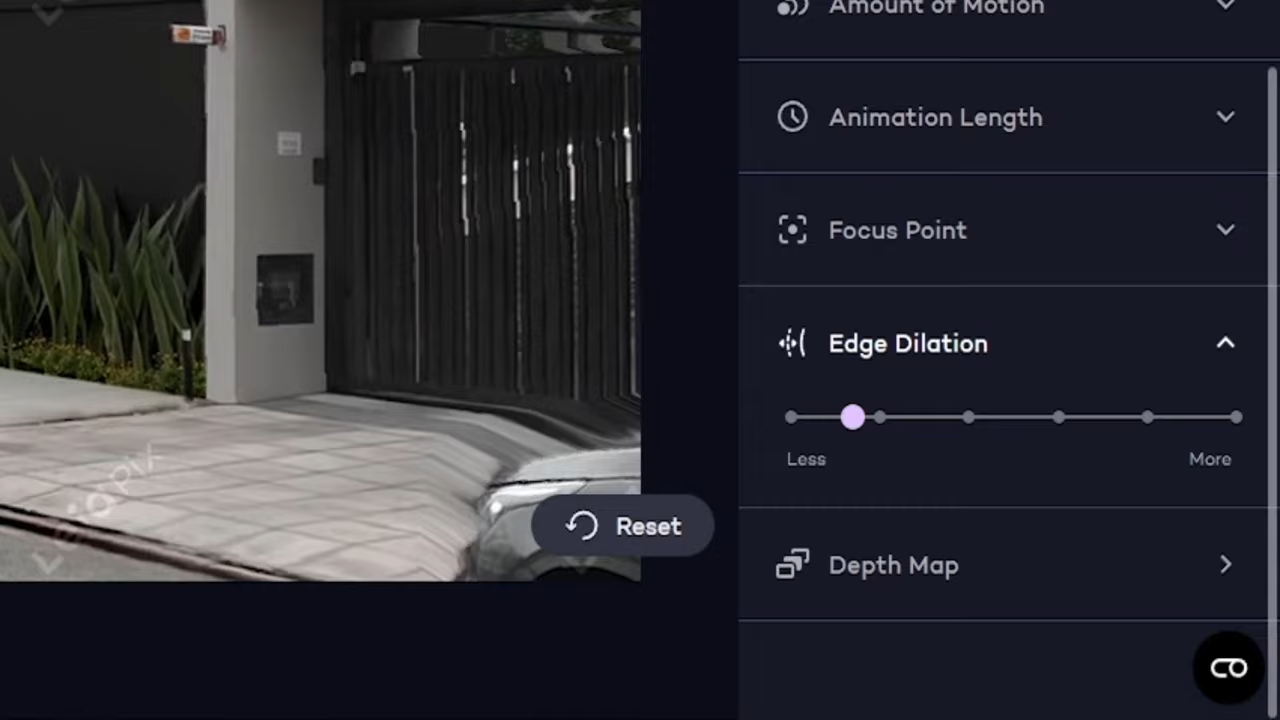 Amount of Motion
Animation Length
Focus Point
Edge Dilation
Less
More
Reset
Depth Map